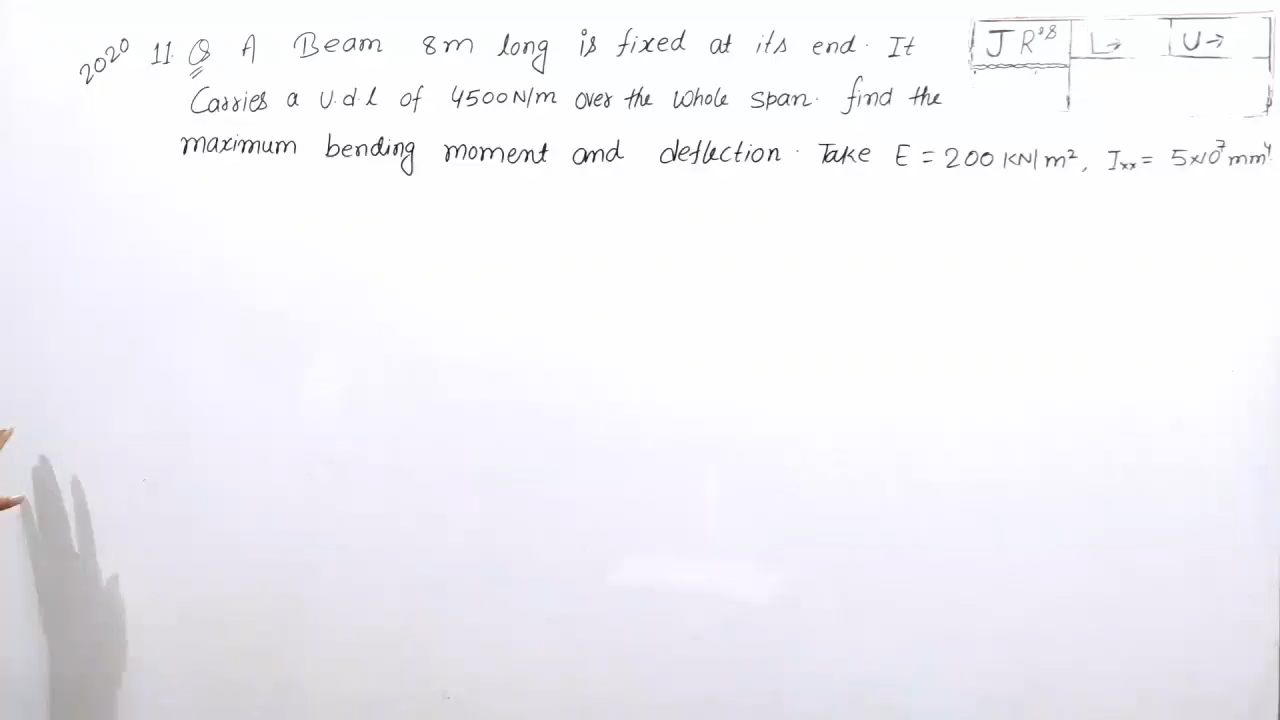 2020 11. Q A Beam 8m long is fixed at its end. It
Carries a U.d.l of 4500N/m over the whole span. find the
maximum bending moment and deflection. Take E = 200 KN/m², Ixx = 5×10⁷ mm⁴
L→ U→